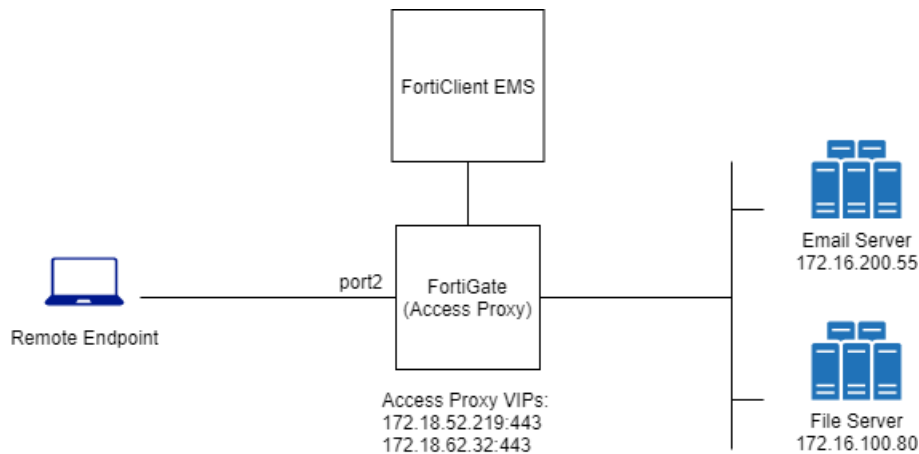 FortiClient EMS
Email Server
172.16.200.55
port2
FortiGate
(Access Proxy)
Remote Endpoint
Access Proxy VIPs:
172.18.52.219:443
172.18.62.32:443
File Server
172.16.100.80